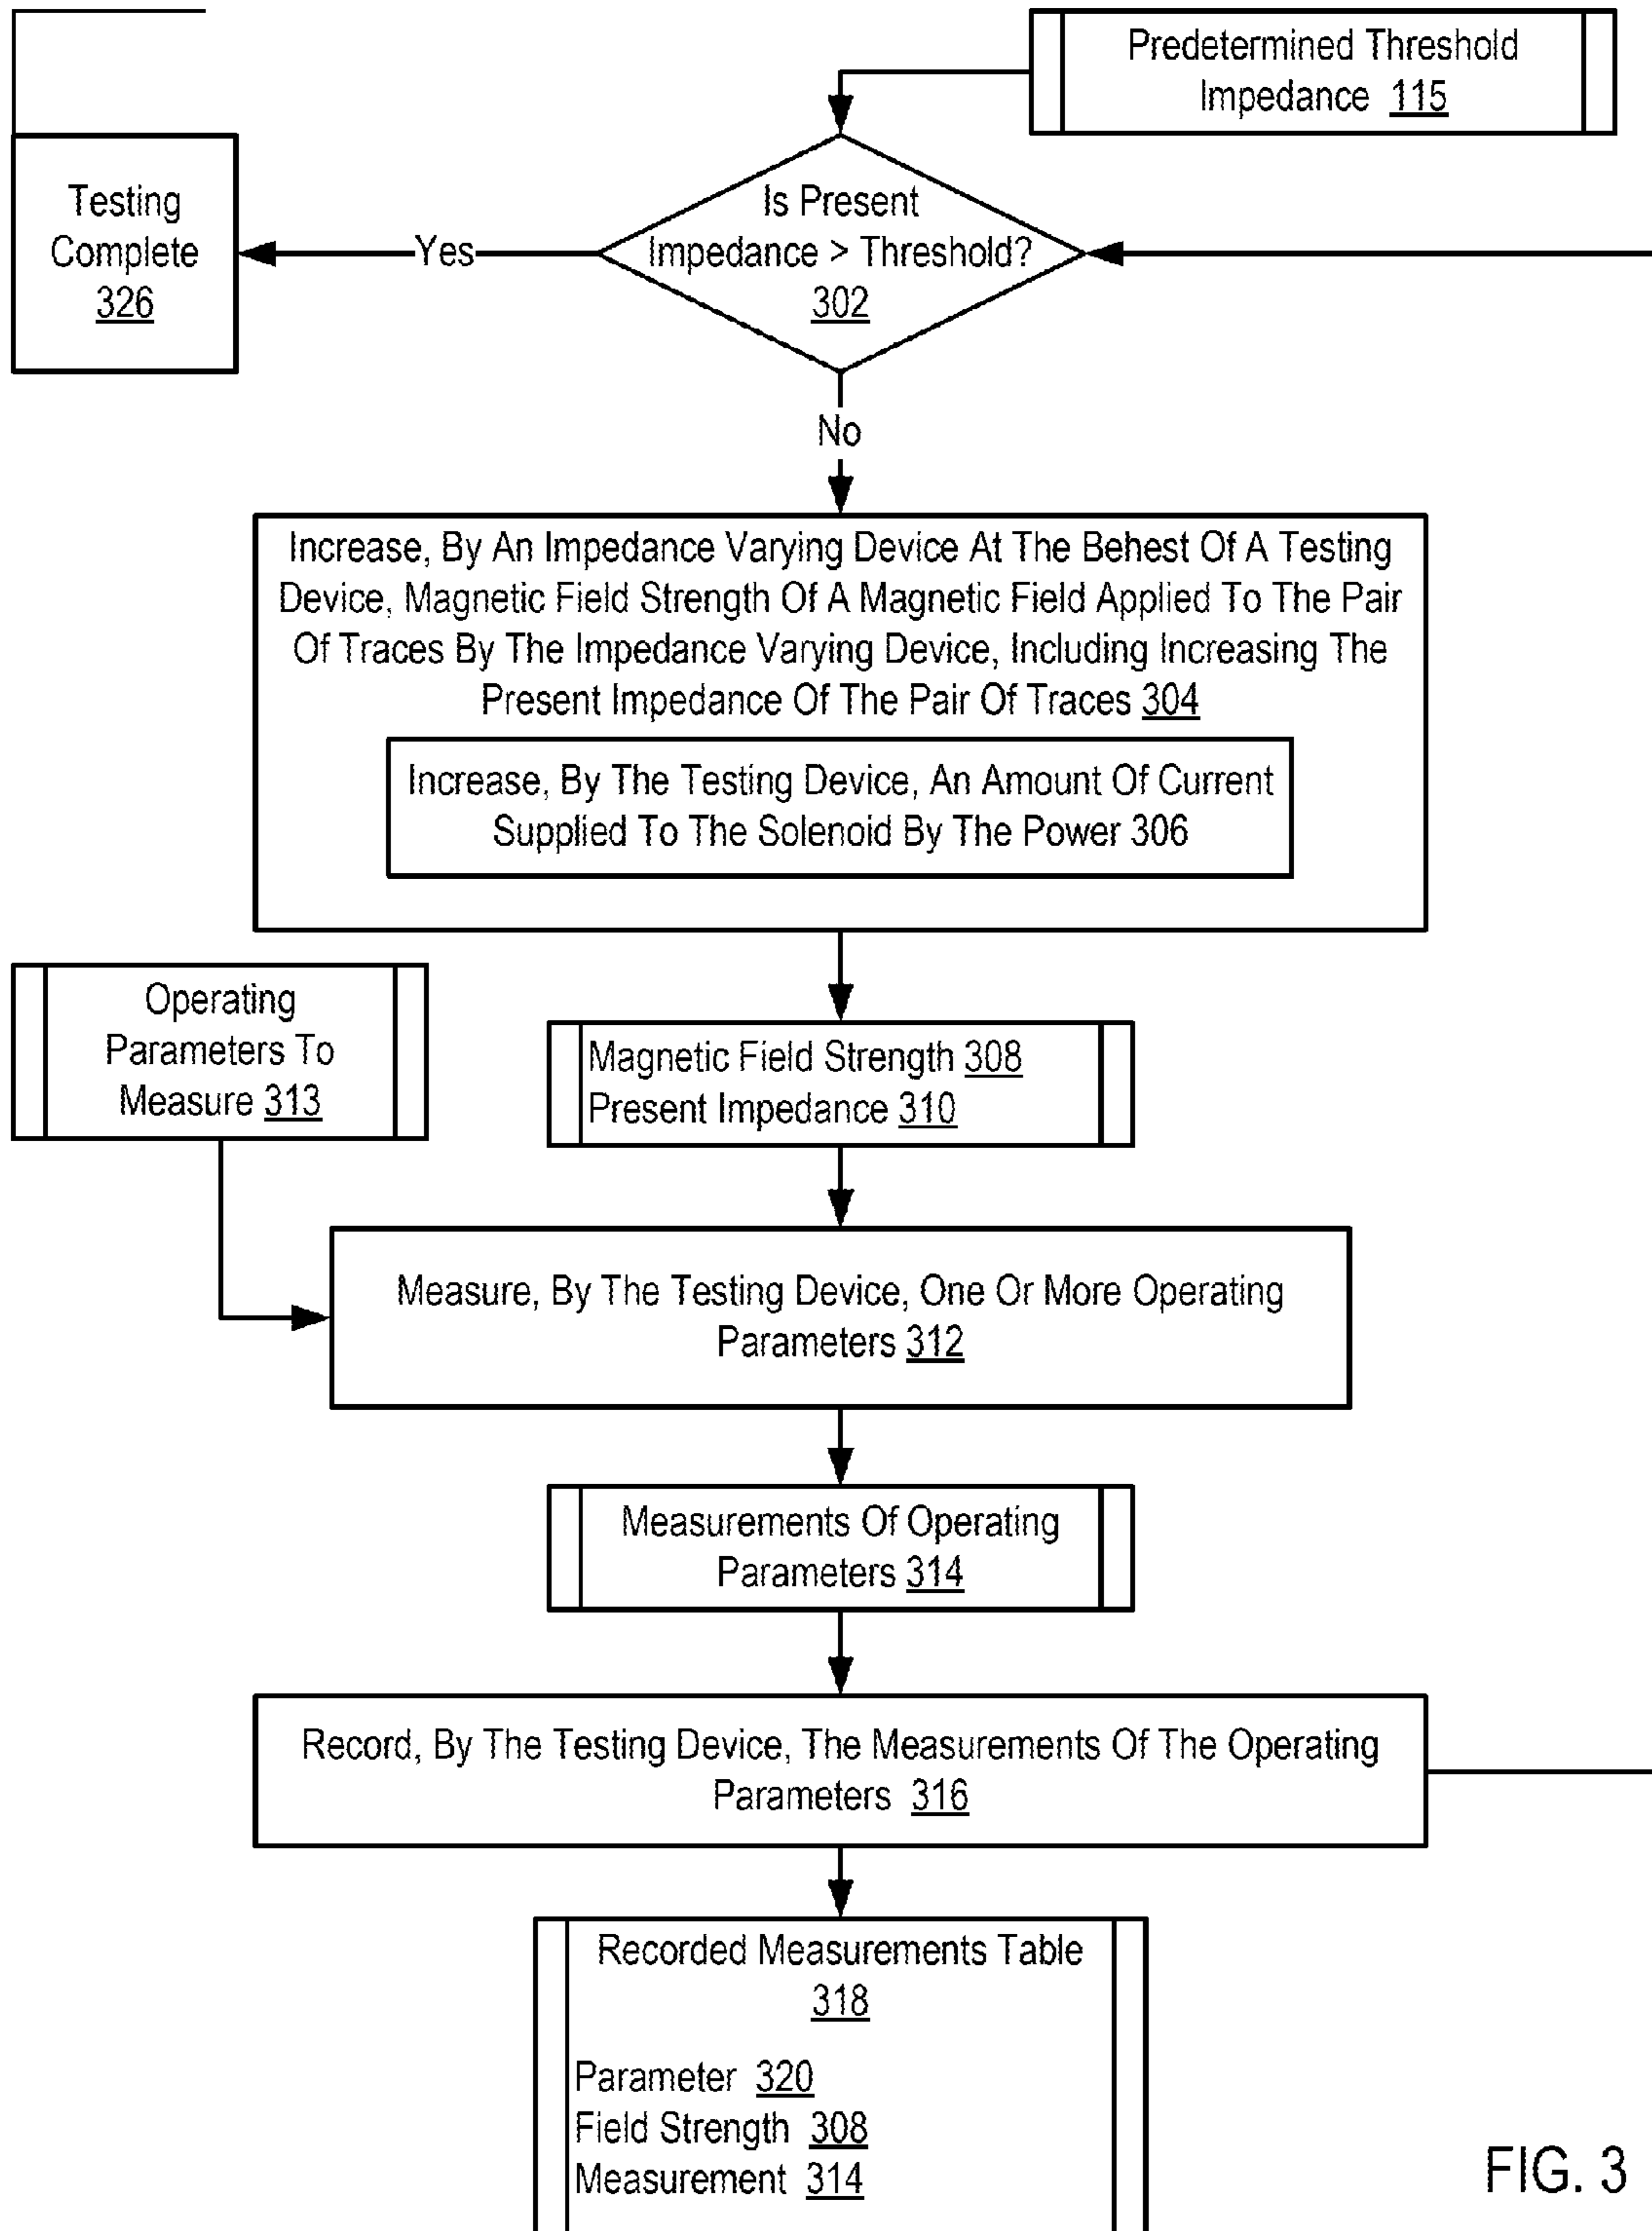 Predetermined Threshold
Impedance 115
Testing
Complete
326
Yes
Is Present
Impedance > Threshold?
302
No
Increase, By An Impedance Varying Device At The Behest Of A Testing
Device, Magnetic Field Strength Of A Magnetic Field Applied To The Pair
Of Traces By The Impedance Varying Device, Including Increasing The
Present Impedance Of The Pair Of Traces 304
Increase, By The Testing Device, An Amount Of Current
Supplied To The Solenoid By The Power 306
Operating
Parameters To
Measure 313
Magnetic Field Strength 308
Present Impedance 310
Measure, By The Testing Device, One Or More Operating
Parameters 312
Measurements Of Operating
Parameters 314
Record, By The Testing Device, The Measurements Of The Operating
Parameters 316
Recorded Measurements Table
318
Parameter 320
Field Strength 308
Measurement 314
FIG. 3